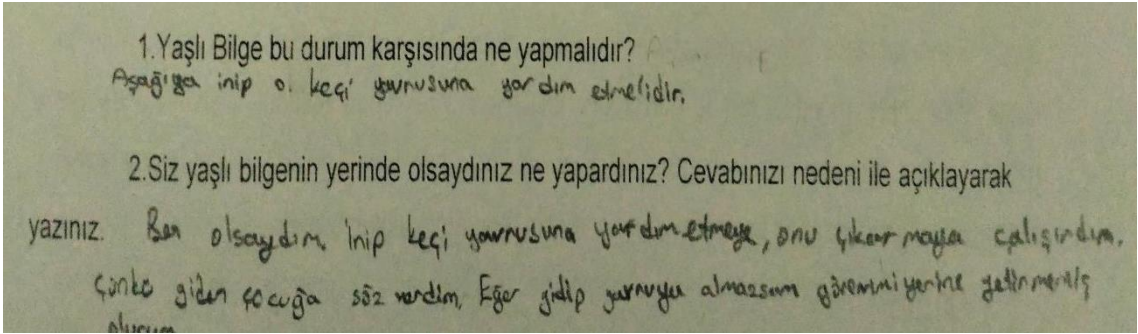 1.Yaşlı Bilge bu durum karşısında ne yapmalıdır?
Aşağıya inip o keçi yavrusuna yardım etmelidir.
2.Siz yaşlı bilgenin yerinde olsaydınız ne yapardınız? Cevabınızı nedeni ile açıklayarak
yazınız. Ben olsaydım inip keçi yavrusuna yardım etmeye, onu çıkarmaya çalışırdım.
Çünkü giden çocuğa söz verdim. Eğer gidip yavruyu almazsam görevimi yerine getirmemiş
olurum